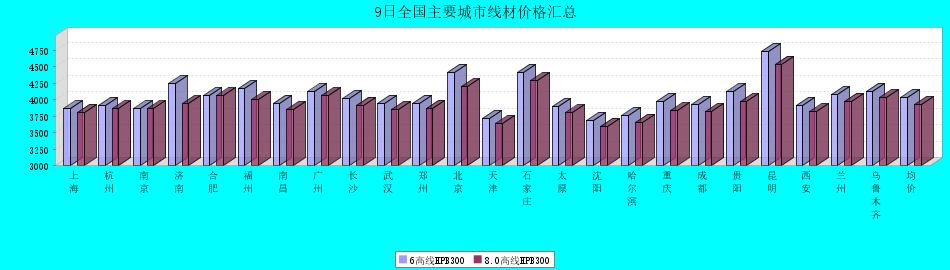 9日全国主要城市线材价格汇总
4750
4500
4250
4000
3750
3500
3250
3000
上海
杭州
南京
济南
合肥
福州
南昌
广州
长沙
武汉
郑州
北京
天津
石家庄
太原
沈阳
哈尔滨
重庆
成都
贵阳
昆明
西安
兰州
乌鲁木齐
均价
6高线HPB300
8.0高线HPB300